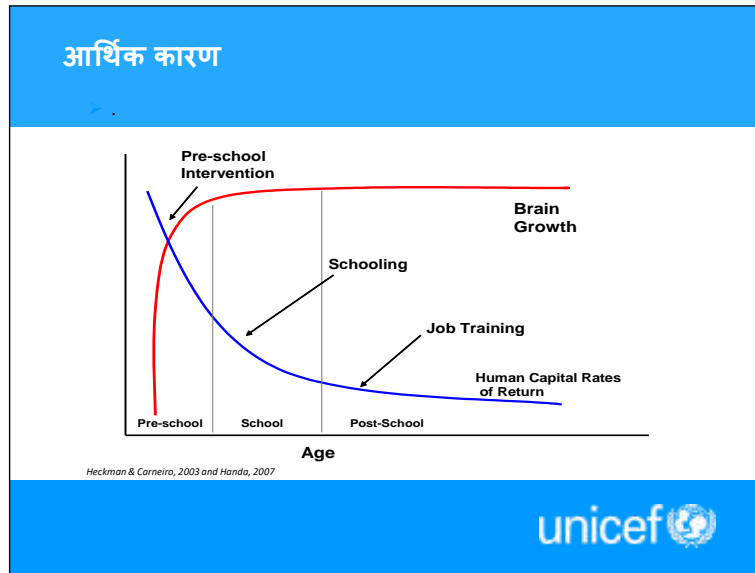 आर्थिक कारण
➢ .
Pre-school
Intervention
Brain
Growth
Schooling
Job Training
Human Capital Rates
of Return
Pre-school
School
Post-School
Age
Heckman & Carneiro, 2003 and Handa, 2007
unicef